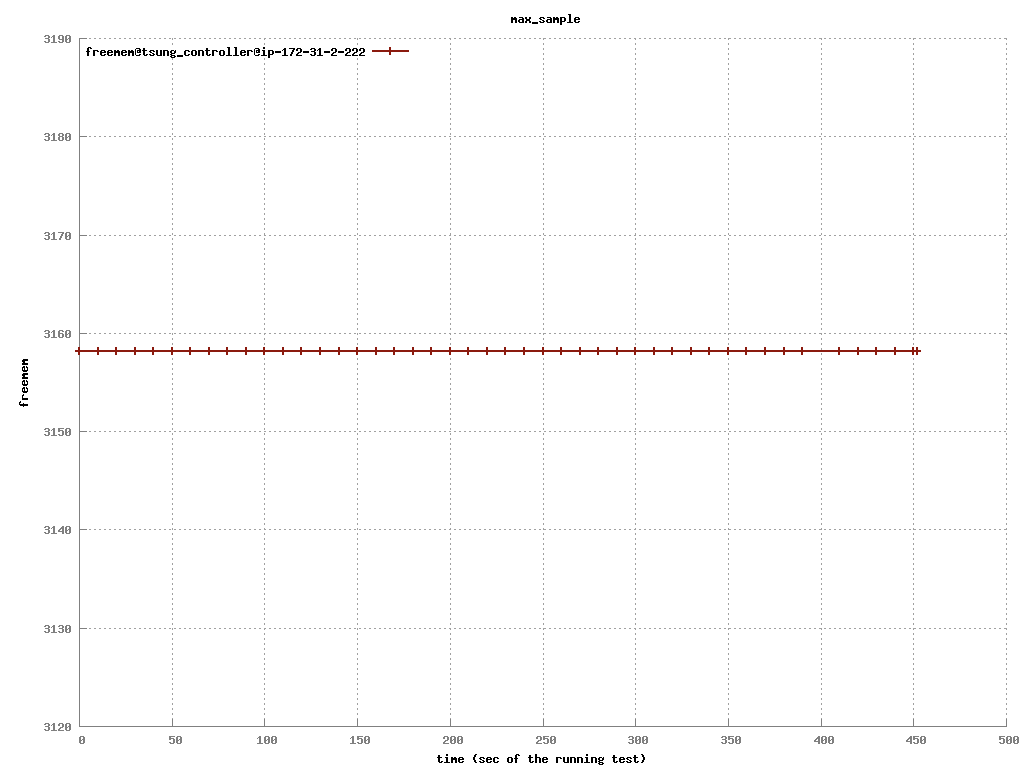 max_sample
freemem@tsung_controller@ip-172-31-2-222
3190
3180
3170
3160
3150
3140
3130
3120
freemem
0 50 100 150 200 250 300 350 400 450 500
time (sec of the running test)